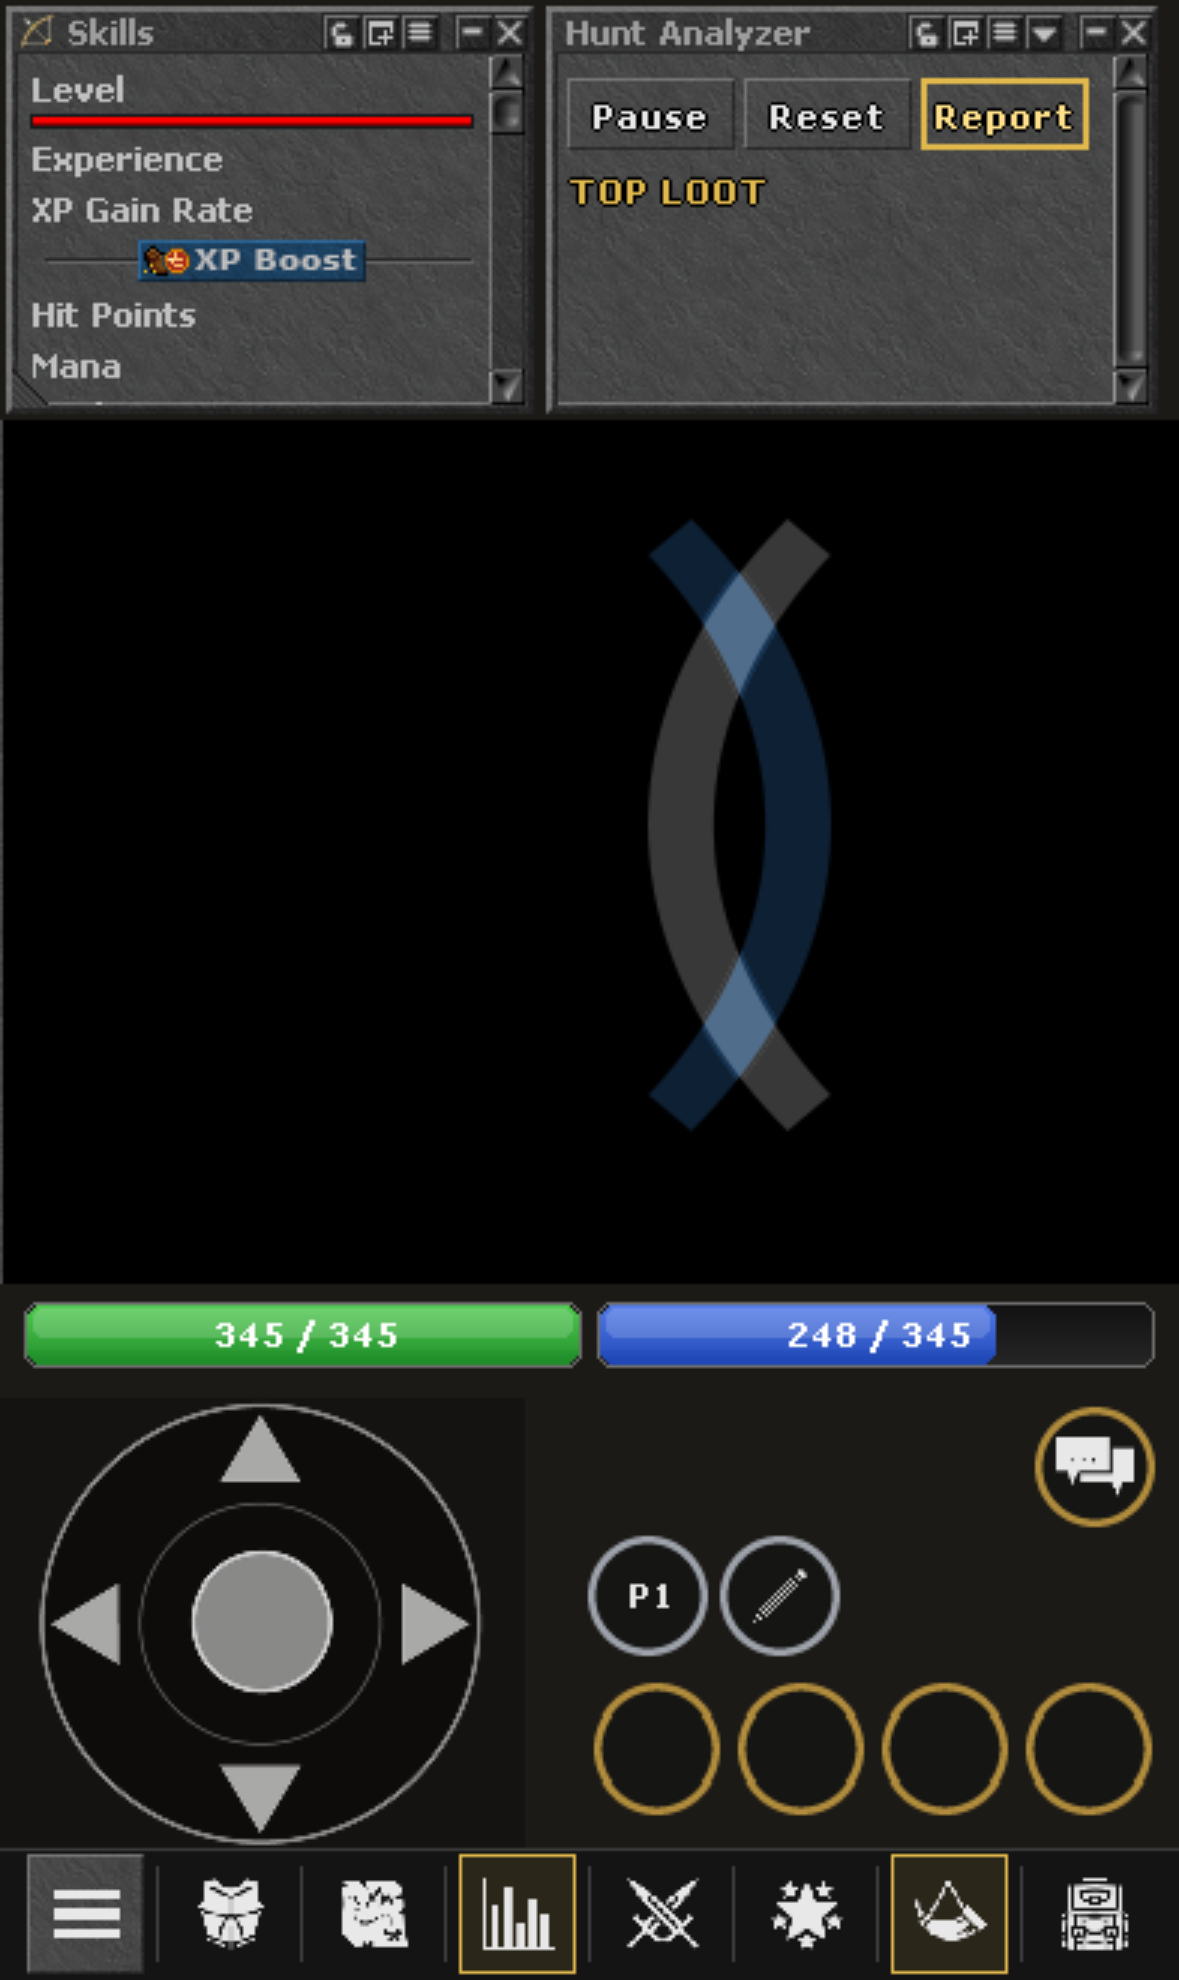 Skills
Level
Experience
XP Gain Rate
XP Boost
Hit Points
Mana
Hunt Analyzer
Pause Reset Report
TOP LOOT
345 / 345
248 / 345
P1